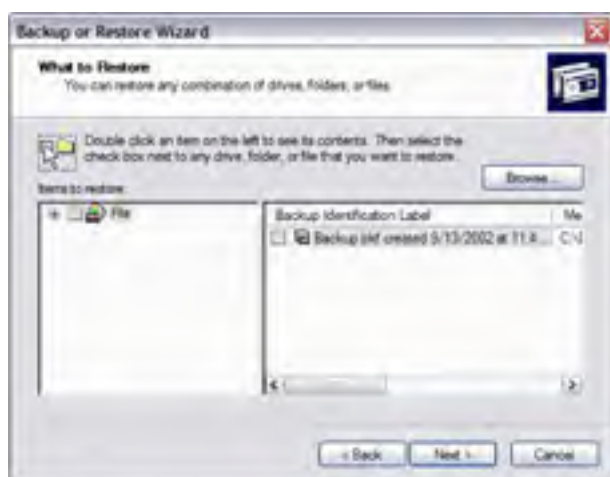 Backup or Restore Wizard
What to Restore
You can restore any combination of drives, folders, or files.
Double click an item on the left to see its contents. Then select the
check box next to any drive, folder, or file that you want to restore.
Browse...
Items to restore:
File
Backup Identification Label
Me
Backup.bkf created 9/13/2002 at 11:4...
C:\
< Back
Next >
Cancel